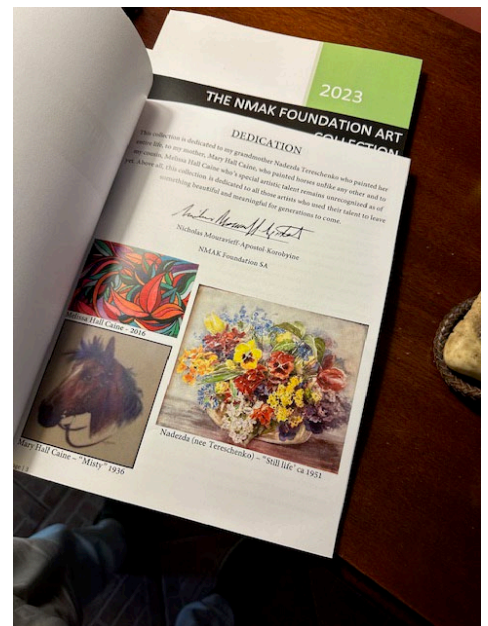 2023
THE NMAK FOUNDATION ART
COLLECTION
DEDICATION
This collection is dedicated to my grandmother Nadezda Tereschenko who painted her
entire life, to my mother, Mary Hall Caine, who painted horses unlike any other and to
my cousin, Melissa Hall Caine who's special artistic talent remains unrecognized as of
yet. Above all, this collection is dedicated to all those artists who used their talent to leave
something beautiful and meaningful for generations to come.
Nicholas Mouravieff-Apostol-Korobyine
NMAK Foundation SA
Melissa Hall Caine - 2016
Mary Hall Caine – "Misty" 1936
Nadezda (nee Tereschenko) – "Still life' ca 1951